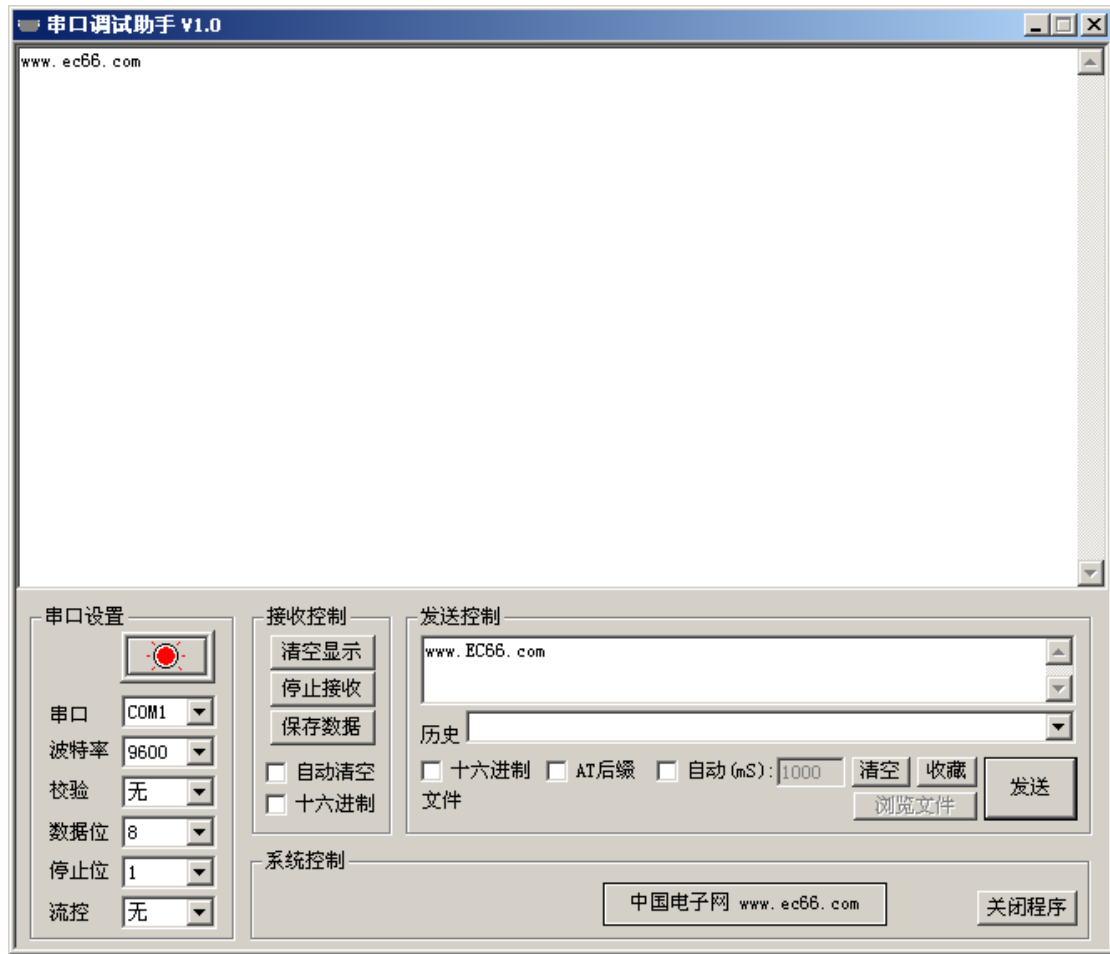 串口调试助手 V1.0
www.ec66.com
串口设置
串口 COM1
波特率 9600
校验 无
数据位 8
停止位 1
流控 无
接收控制
清空显示
停止接收
保存数据
自动清空
十六进制
发送控制
www.EC66.com
历史
十六进制 AT后缀 自动(mS): 1000 清空 收藏
文件 浏览文件
发送
系统控制
中国电子网 www.ec66.com
关闭程序